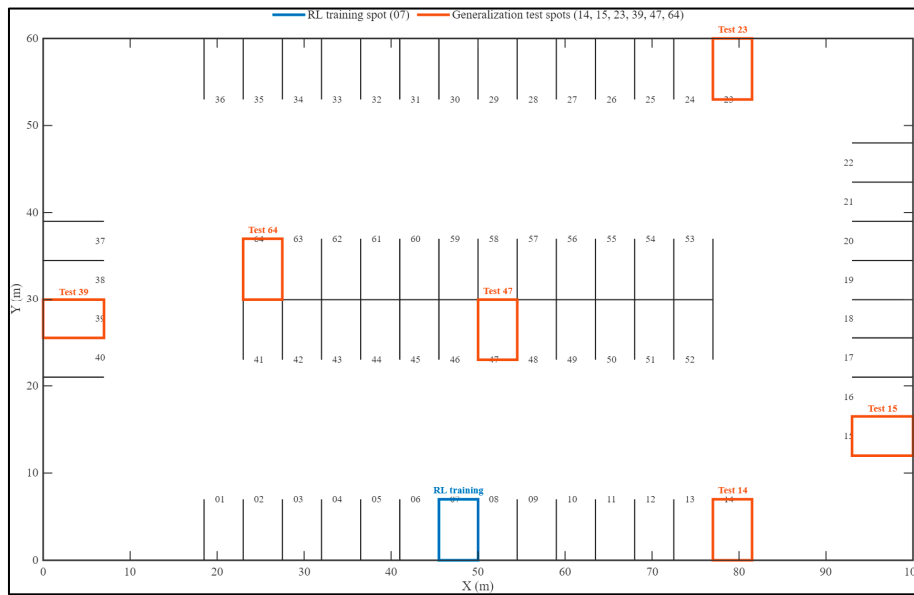 RL training spot (07) Generalization test spots (14, 15, 23, 39, 47, 64)
Test 23
60
36 35 34 33 32 31 30 29 28 27 26 25 24 23
50
22
21
40
37 Test 64 64 63 62 61 60 59 58 57 56 55 54 53 20
38 19
Test 39 30 Test 47
39 18
40 41 42 43 44 45 46 47 48 49 50 51 52 17
20
16
Test 15
15
10
RL training Test 14
01 02 03 04 05 06 07 08 09 10 11 12 13 14
0
0 10 20 30 40 50 60 70 80 90 100
X (m)
Y (m)